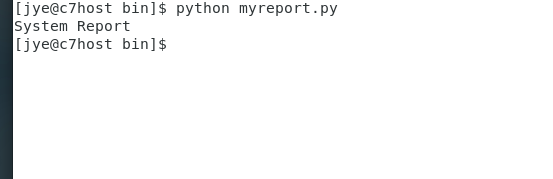 [jye@c7host bin]$ python myreport.py
System Report
[jye@c7host bin]$